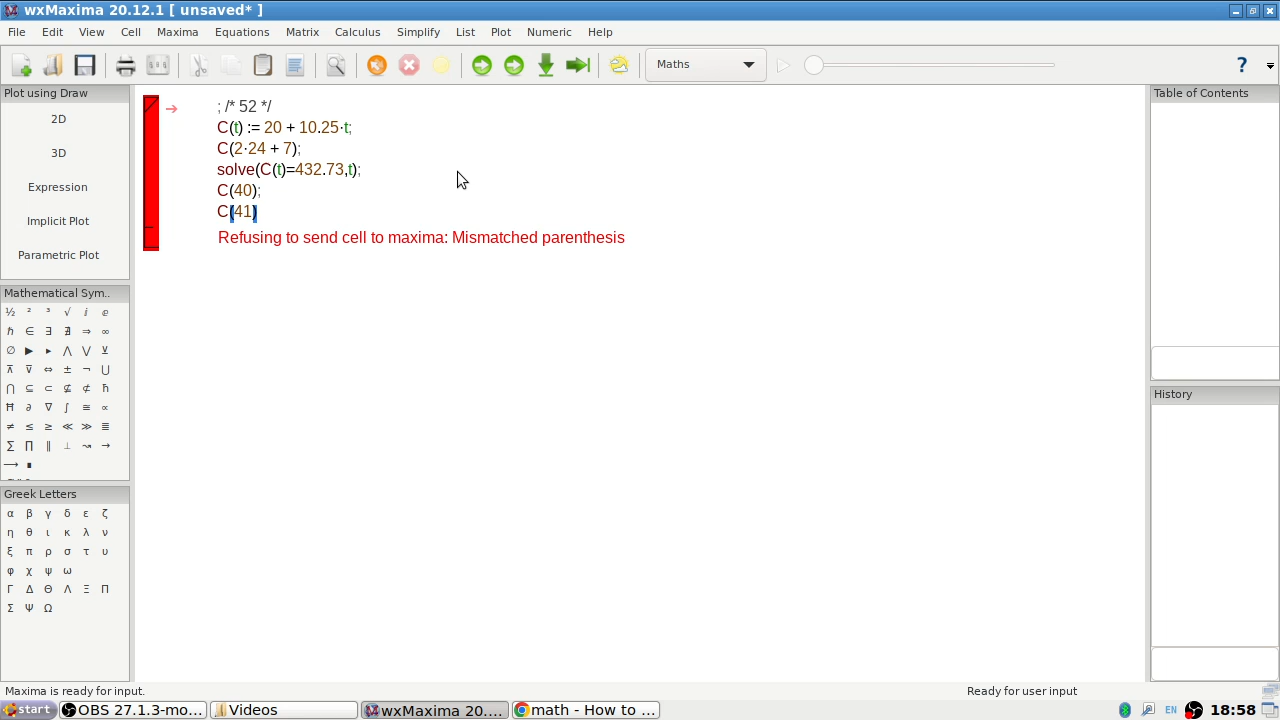 wxMaxima 20.12.1 [ unsaved* ]
File Edit View Cell Maxima Equations Matrix Calculus Simplify List Plot Numeric Help
Maths
?
Plot using Draw
2D
3D
Expression
Implicit Plot
Parametric Plot
Mathematical Sym..
½ ² ³ √ ⅈ ⅇ
ℏ ∈ ∃ ∄ ⇒ ∞
∅ ▶ ▸ ⋀ ⋁ ⊻
⊼ ⊽ ⇔ ± ¬ ⋃
⋂ ⊆ ⊂ ⊈ ⊄ ħ
Ħ ∂ ∇ ∫ ≅ ∝
≠ ≤ ≥ ≪ ≫ ≣
∑ ∏ ∥ ⟂ ↝ →
⟶ ∎
Greek Letters
α β γ δ ε ζ
η θ ι κ λ ν
ξ π ρ σ τ υ
φ χ ψ ω
Γ Δ Θ Λ Ξ Π
Σ Ψ Ω
; /* 52 */
C(t) := 20 + 10.25·t;
C(2·24 + 7);
solve(C(t)=432.73,t);
C(40);
C(41)
Refusing to send cell to maxima: Mismatched parenthesis
Table of Contents
History
Maxima is ready for input.
Ready for user input
start
OBS 27.1.3-mo...
Videos
wxMaxima 20....
math - How to ...
EN
18:58